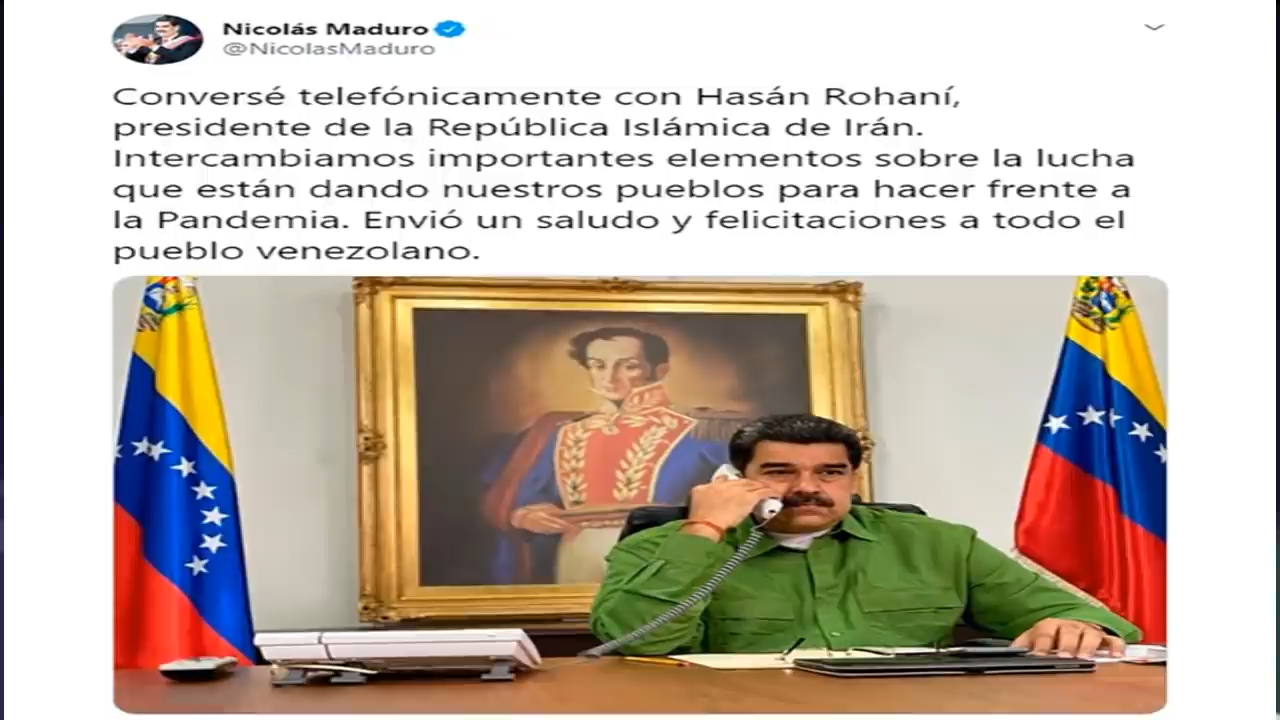 Nicolás Maduro
@NicolasMaduro
Conversé telefónicamente con Hasán Rohaní,
presidente de la República Islámica de Irán.
Intercambiamos importantes elementos sobre la lucha
que están dando nuestros pueblos para hacer frente a
la Pandemia. Envió un saludo y felicitaciones a todo el
pueblo venezolano.